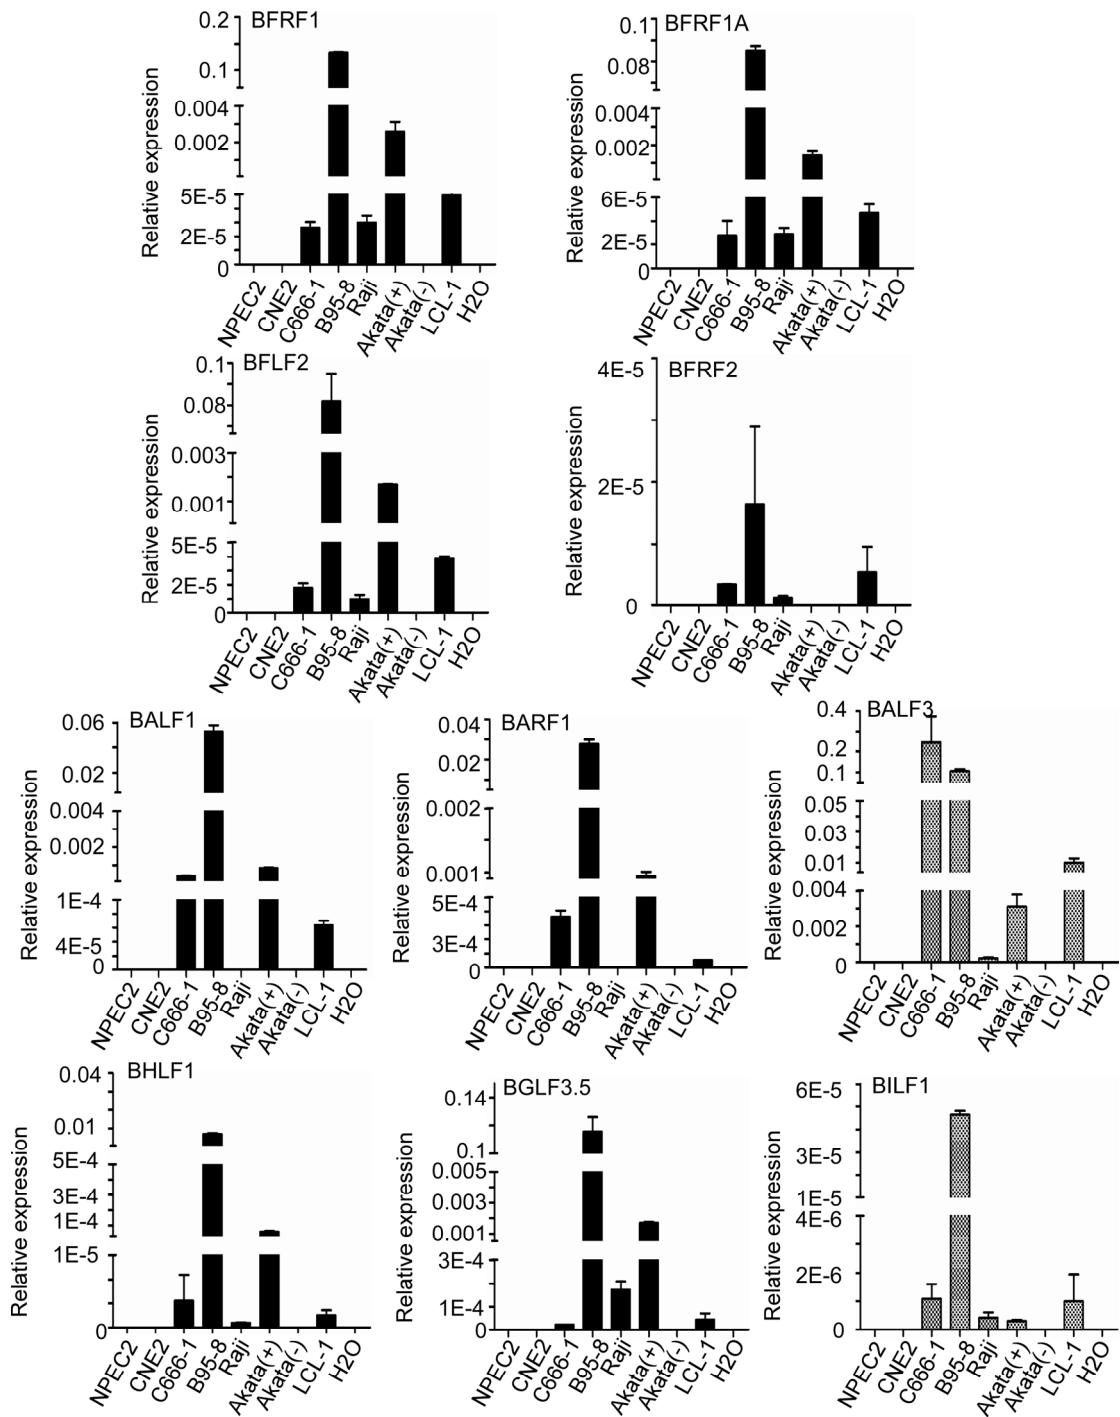 BFRF1
Relative expression
0.2
0.1
0.004
0.002
5E-5
2E-5
0
NPEC2
CNE2
C666-1
B95-8
Raji
Akata(+)
Akata(-)
LCL-1
H2O
BFRF1A
Relative expression
0.11
0.08
0.004
0.002
6E-5
2E-5
0
NPEC2
CNE2
C666-1
B95-8
Raji
Akata(+)
Akata(-)
LCL-1
H2O
BFLF2
Relative expression
0.1
0.08
0.003
0.001
5E-5
2E-5
0
NPEC2
CNE2
C666-1
B95-8
Raji
Akata(+)
Akata(-)
LCL-1
H2O
BFRF2
Relative expression
4E-5
2E-5
0
NPEC2
CNE2
C666-1
B95-8
Raji
Akata(+)
Akata(-)
LCL-1
H2O
BALF1
Relative expression
0.06
0.02
0.004
0.002
1E-4
4E-5
0
NPEC2
CNE2
C666-1
B95-8
Raji
Akata(+)
Akata(-)
LCL-1
H2O
BARF1
Relative expression
0.04
0.02
0.002
0.001
5E-4
3E-4
0
NPEC2
CNE2
C666-1
B95-8
Raji
Akata(+)
Akata(-)
LCL-1
H2O
BALF3
Relative expression
0.4
0.2
0.1
0.05
0.03
0.01
0.004
0.002
0
NPEC2
CNE2
C666-1
B95-8
Raji
Akata(+)
Akata(-)
LCL-1
H2O
BHLF1
Relative expression
0.04
0.01
5E-4
3E-4
1E-4
1E-5
0
NPEC2
CNE2
C666-1
B95-8
Raji
Akata(+)
Akata(-)
LCL-1
H2O
BGLF3.5
Relative expression
0.14
0.1
0.005
0.003
0.001
3E-4
1E-4
0
NPEC2
CNE2
C666-1
B95-8
Raji
Akata(+)
Akata(-)
LCL-1
H2O
BILF1
Relative expression
6E-5
3E-5
1E-5
4E-6
2E-6
0
NPEC2
CNE2
C666-1
B95-8
Raji
Akata(+)
Akata(-)
LCL-1
H2O